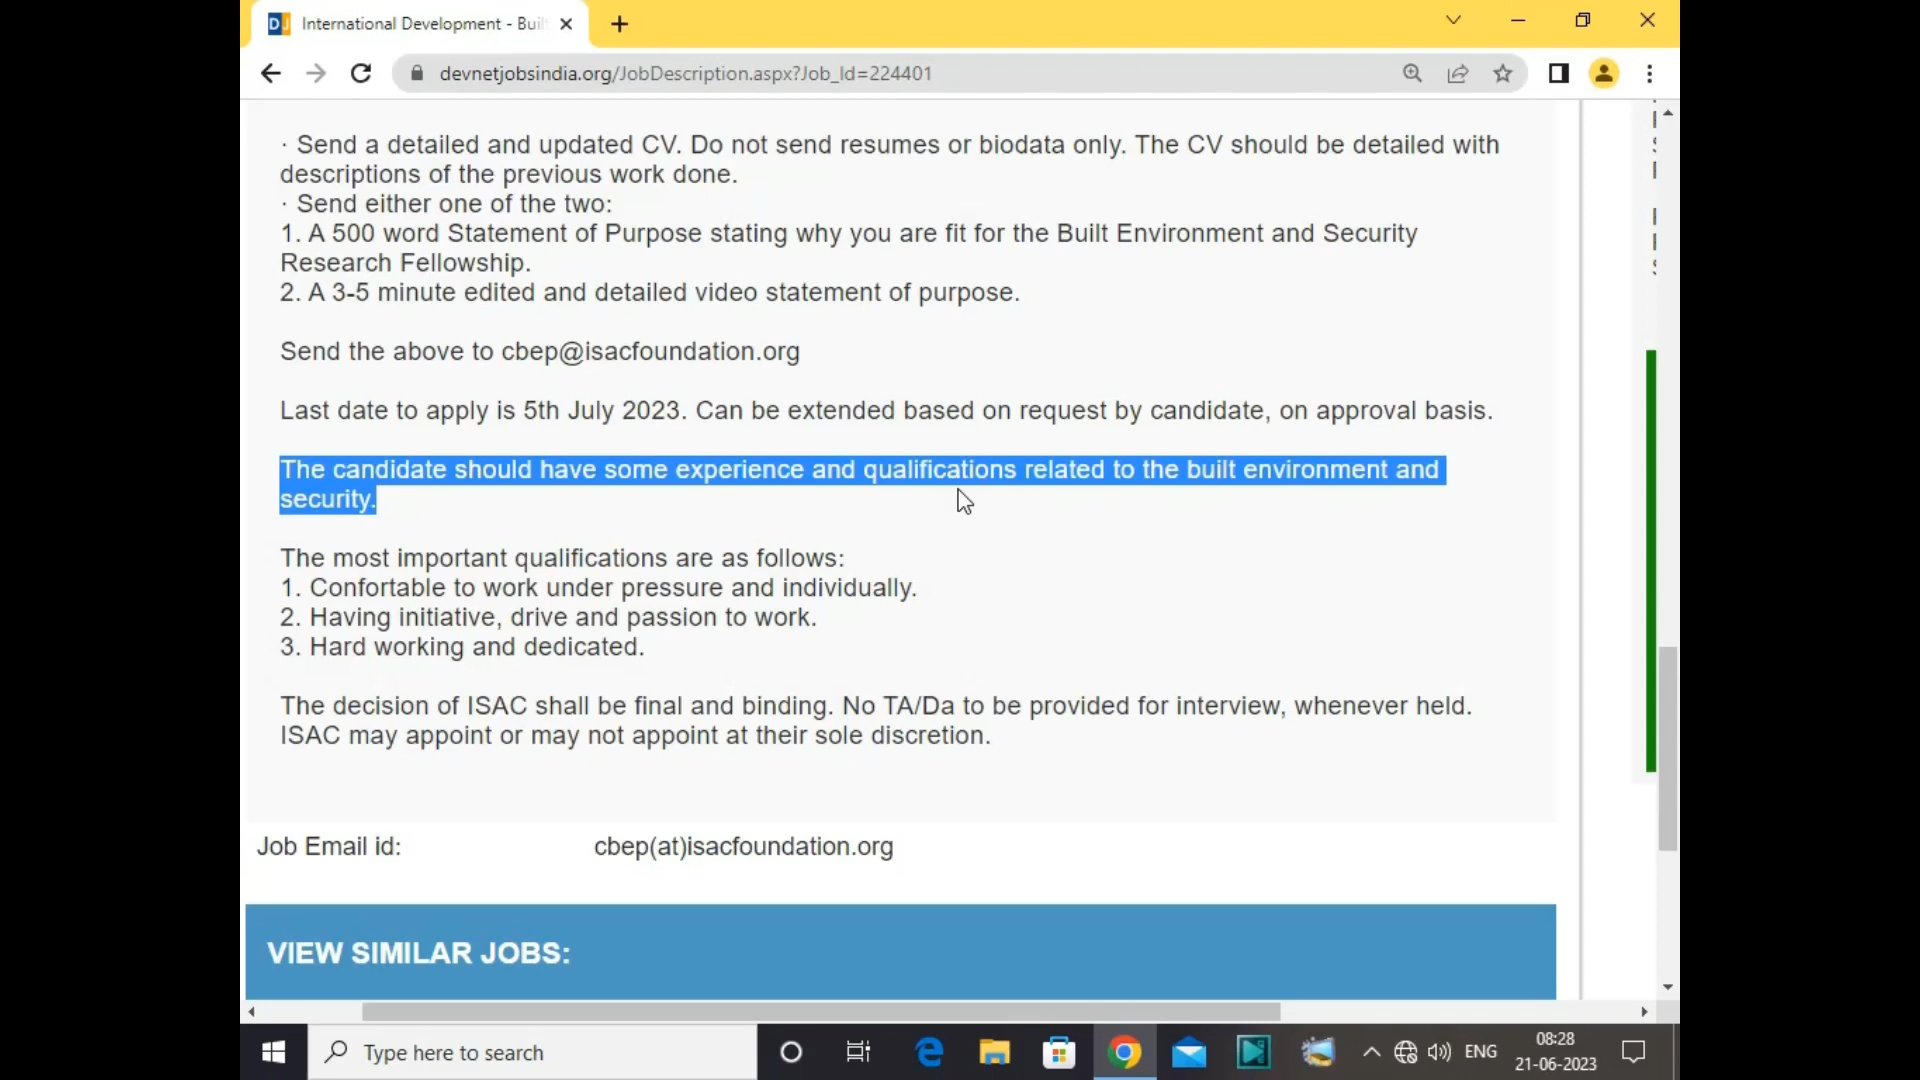 International Development - Buil
devnetjobsindia.org/JobDescription.aspx?Job_Id=224401
· Send a detailed and updated CV. Do not send resumes or biodata only. The CV should be detailed with
descriptions of the previous work done.
· Send either one of the two:
1. A 500 word Statement of Purpose stating why you are fit for the Built Environment and Security
Research Fellowship.
2. A 3-5 minute edited and detailed video statement of purpose.
Send the above to cbep@isacfoundation.org
Last date to apply is 5th July 2023. Can be extended based on request by candidate, on approval basis.
The candidate should have some experience and qualifications related to the built environment and
security.
The most important qualifications are as follows:
1. Confortable to work under pressure and individually.
2. Having initiative, drive and passion to work.
3. Hard working and dedicated.
The decision of ISAC shall be final and binding. No TA/Da to be provided for interview, whenever held.
ISAC may appoint or may not appoint at their sole discretion.
Job Email id: cbep(at)isacfoundation.org
VIEW SIMILAR JOBS:
Type here to search
ENG
08:28
21-06-2023